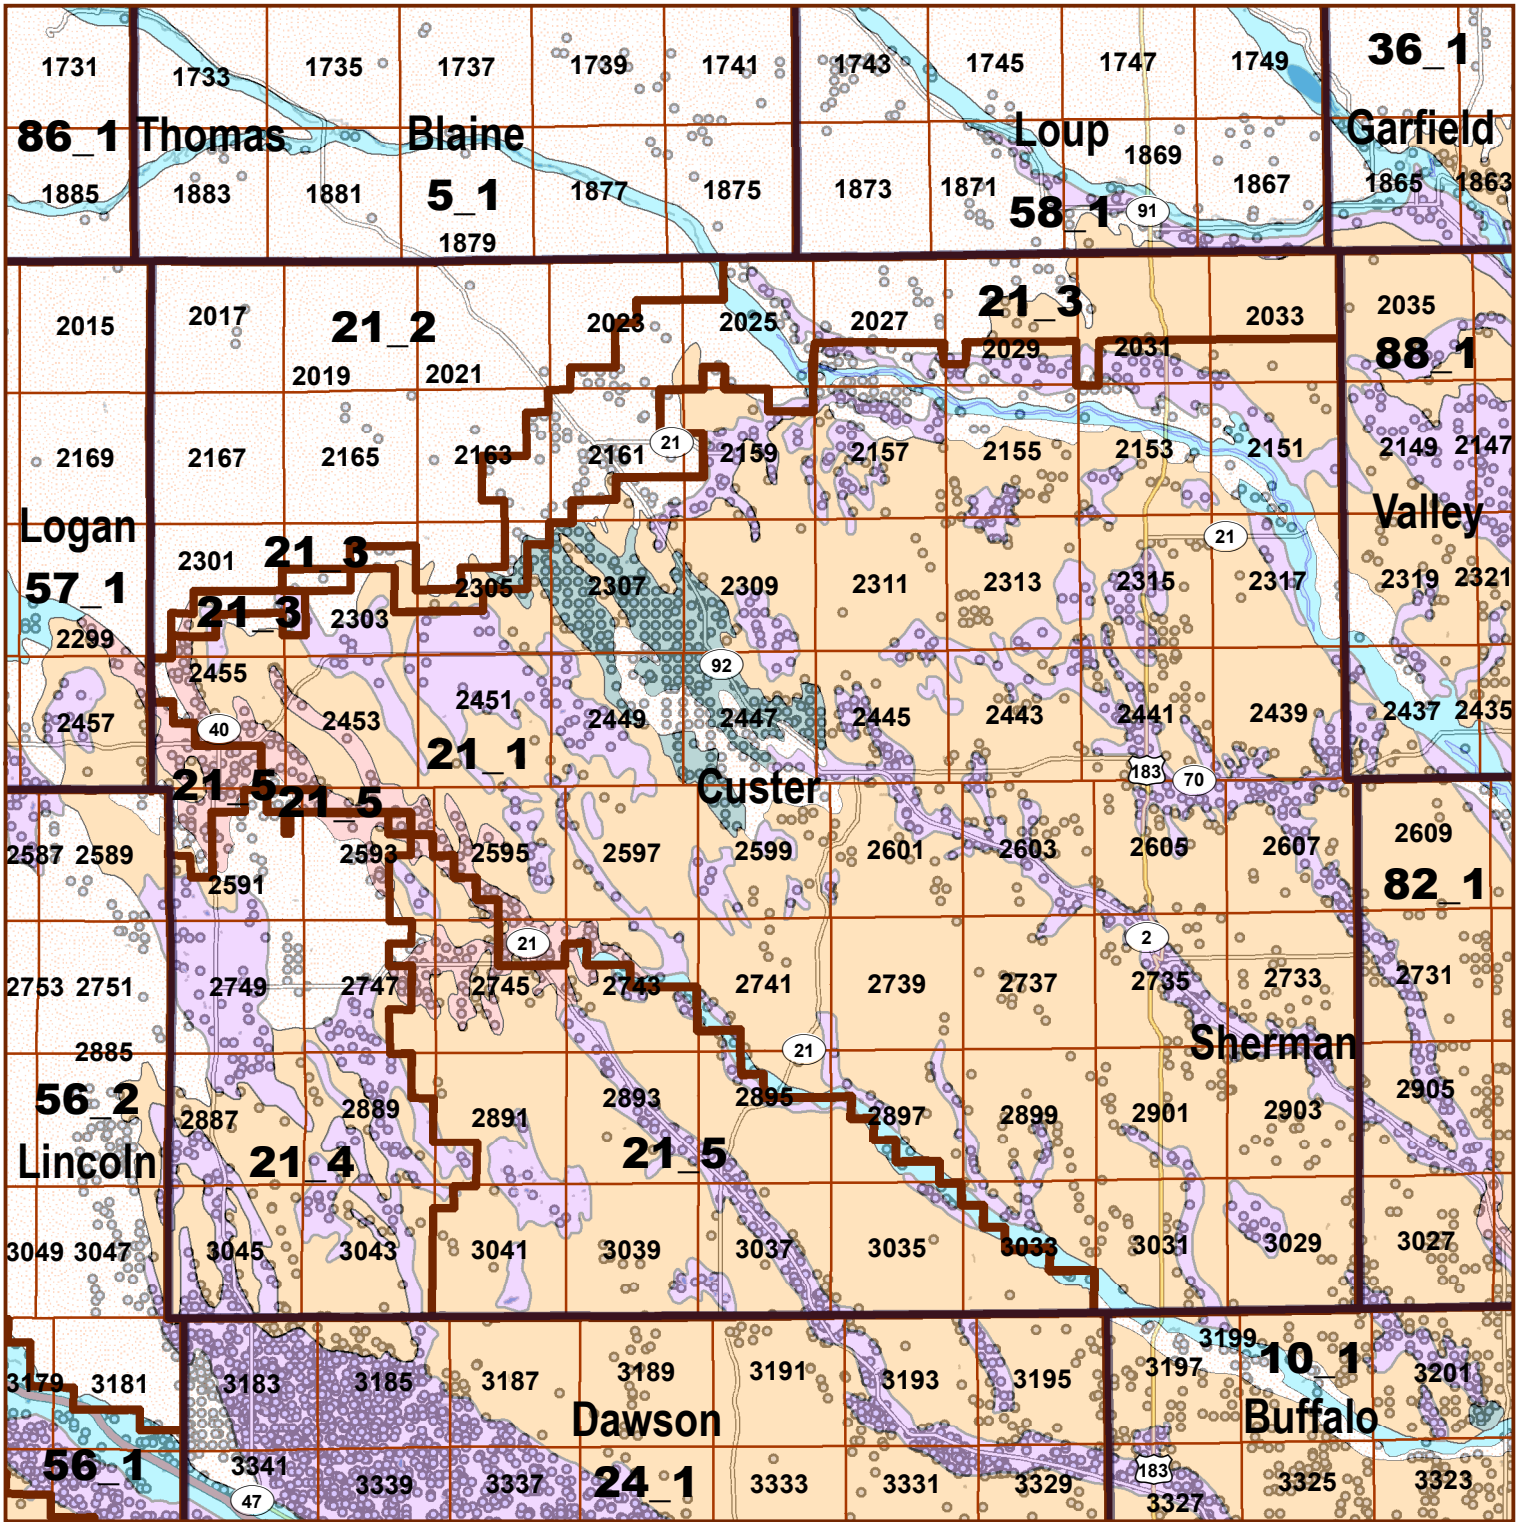 1731 1733 1735 1737 1739 1741 1743 1745 1747 1749 36_1
86_1 Thomas Blaine Loup Garfield
1869
1885 1883 1881 5_1 1877 1875 1873 1871 58_1 91 1867 1865 1863
1879
2015 2017 21_2 2023 2025 2027 21_3 2033 2035
2019 2021 2029 2031 88_1
2169 2167 2165 2163 2161 21 2159 2157 2155 2153 2151 2149 2147
Logan Valley
21
57_1 2301 21_3 2305 2307 2309 2311 2313 2315 2317 2319 2321
21_3 2303
2299
2455 92
2457 40 2453 2451 2449 2447 2445 2443 2441 2439 2437 2435
21_1
21_5 21_5 Custer 183 70
2587 2589 2593 2595 2597 2599 2601 2603 2605 2607 2609
2591 82_1
21 2
2753 2751 2749 2747 2745 2743 2741 2739 2737 2735 2733 2731
2885 21 Sherman
56_2 2887 2889 2891 2893 2895 2897 2899 2901 2903 2905
Lincoln 21_4 21_5
3049 3047 3045 3043 3041 3039 3037 3035 3033 3031 3029 3027
3199
3179 3181 3183 3185 3187 3189 3191 3193 3195 3197 10_1 3201
Dawson Buffalo
56_1 3341 3339 3337 24_1 3333 3331 3329 183 3325 3323
47 3327